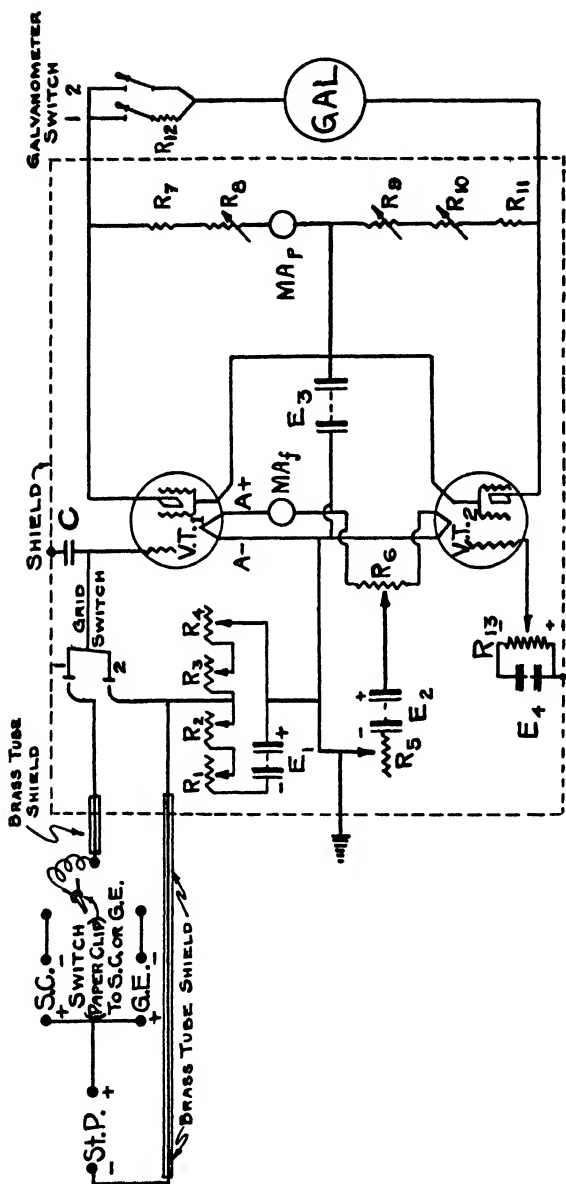 GALVANOMETER
SWITCH
1 2
R12
GAL
SHIELD
C
R7
R8
MAp
R9
R10
R11
GRID
SWITCH
1
2
V.T.1
A+
A-
MAf
E3
V.T.2
R6
R1
R2
R3
R4
- E1 +
- +
E2
R5
R13
- +
E4
BRASS TUBE
SHIELD
S.C.
+ -
SWITCH
(PAPER CLIP)
TO S.C. OR G.E.
G.E.
+ -
St.P.
- +
BRASS TUBE SHIELD